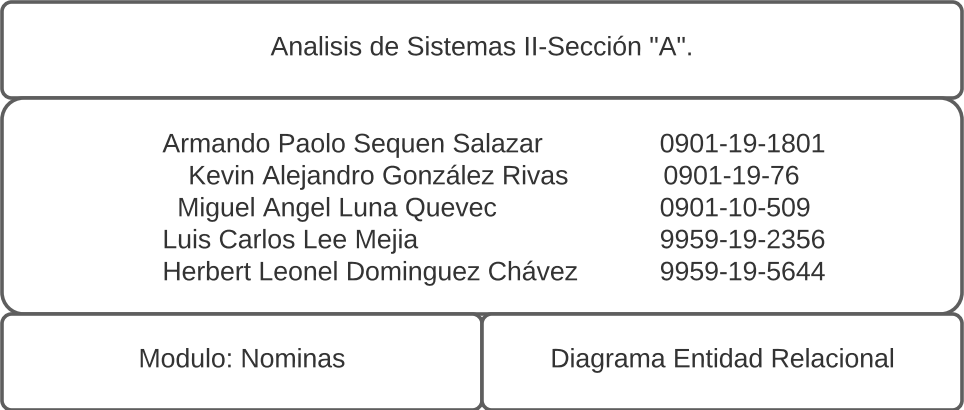 Analisis de Sistemas II-Sección "A".
Armando Paolo Sequen Salazar 0901-19-1801
Kevin Alejandro González Rivas 0901-19-76
Miguel Angel Luna Quevec 0901-10-509
Luis Carlos Lee Mejia 9959-19-2356
Herbert Leonel Dominguez Chávez 9959-19-5644
Modulo: Nominas
Diagrama Entidad Relacional